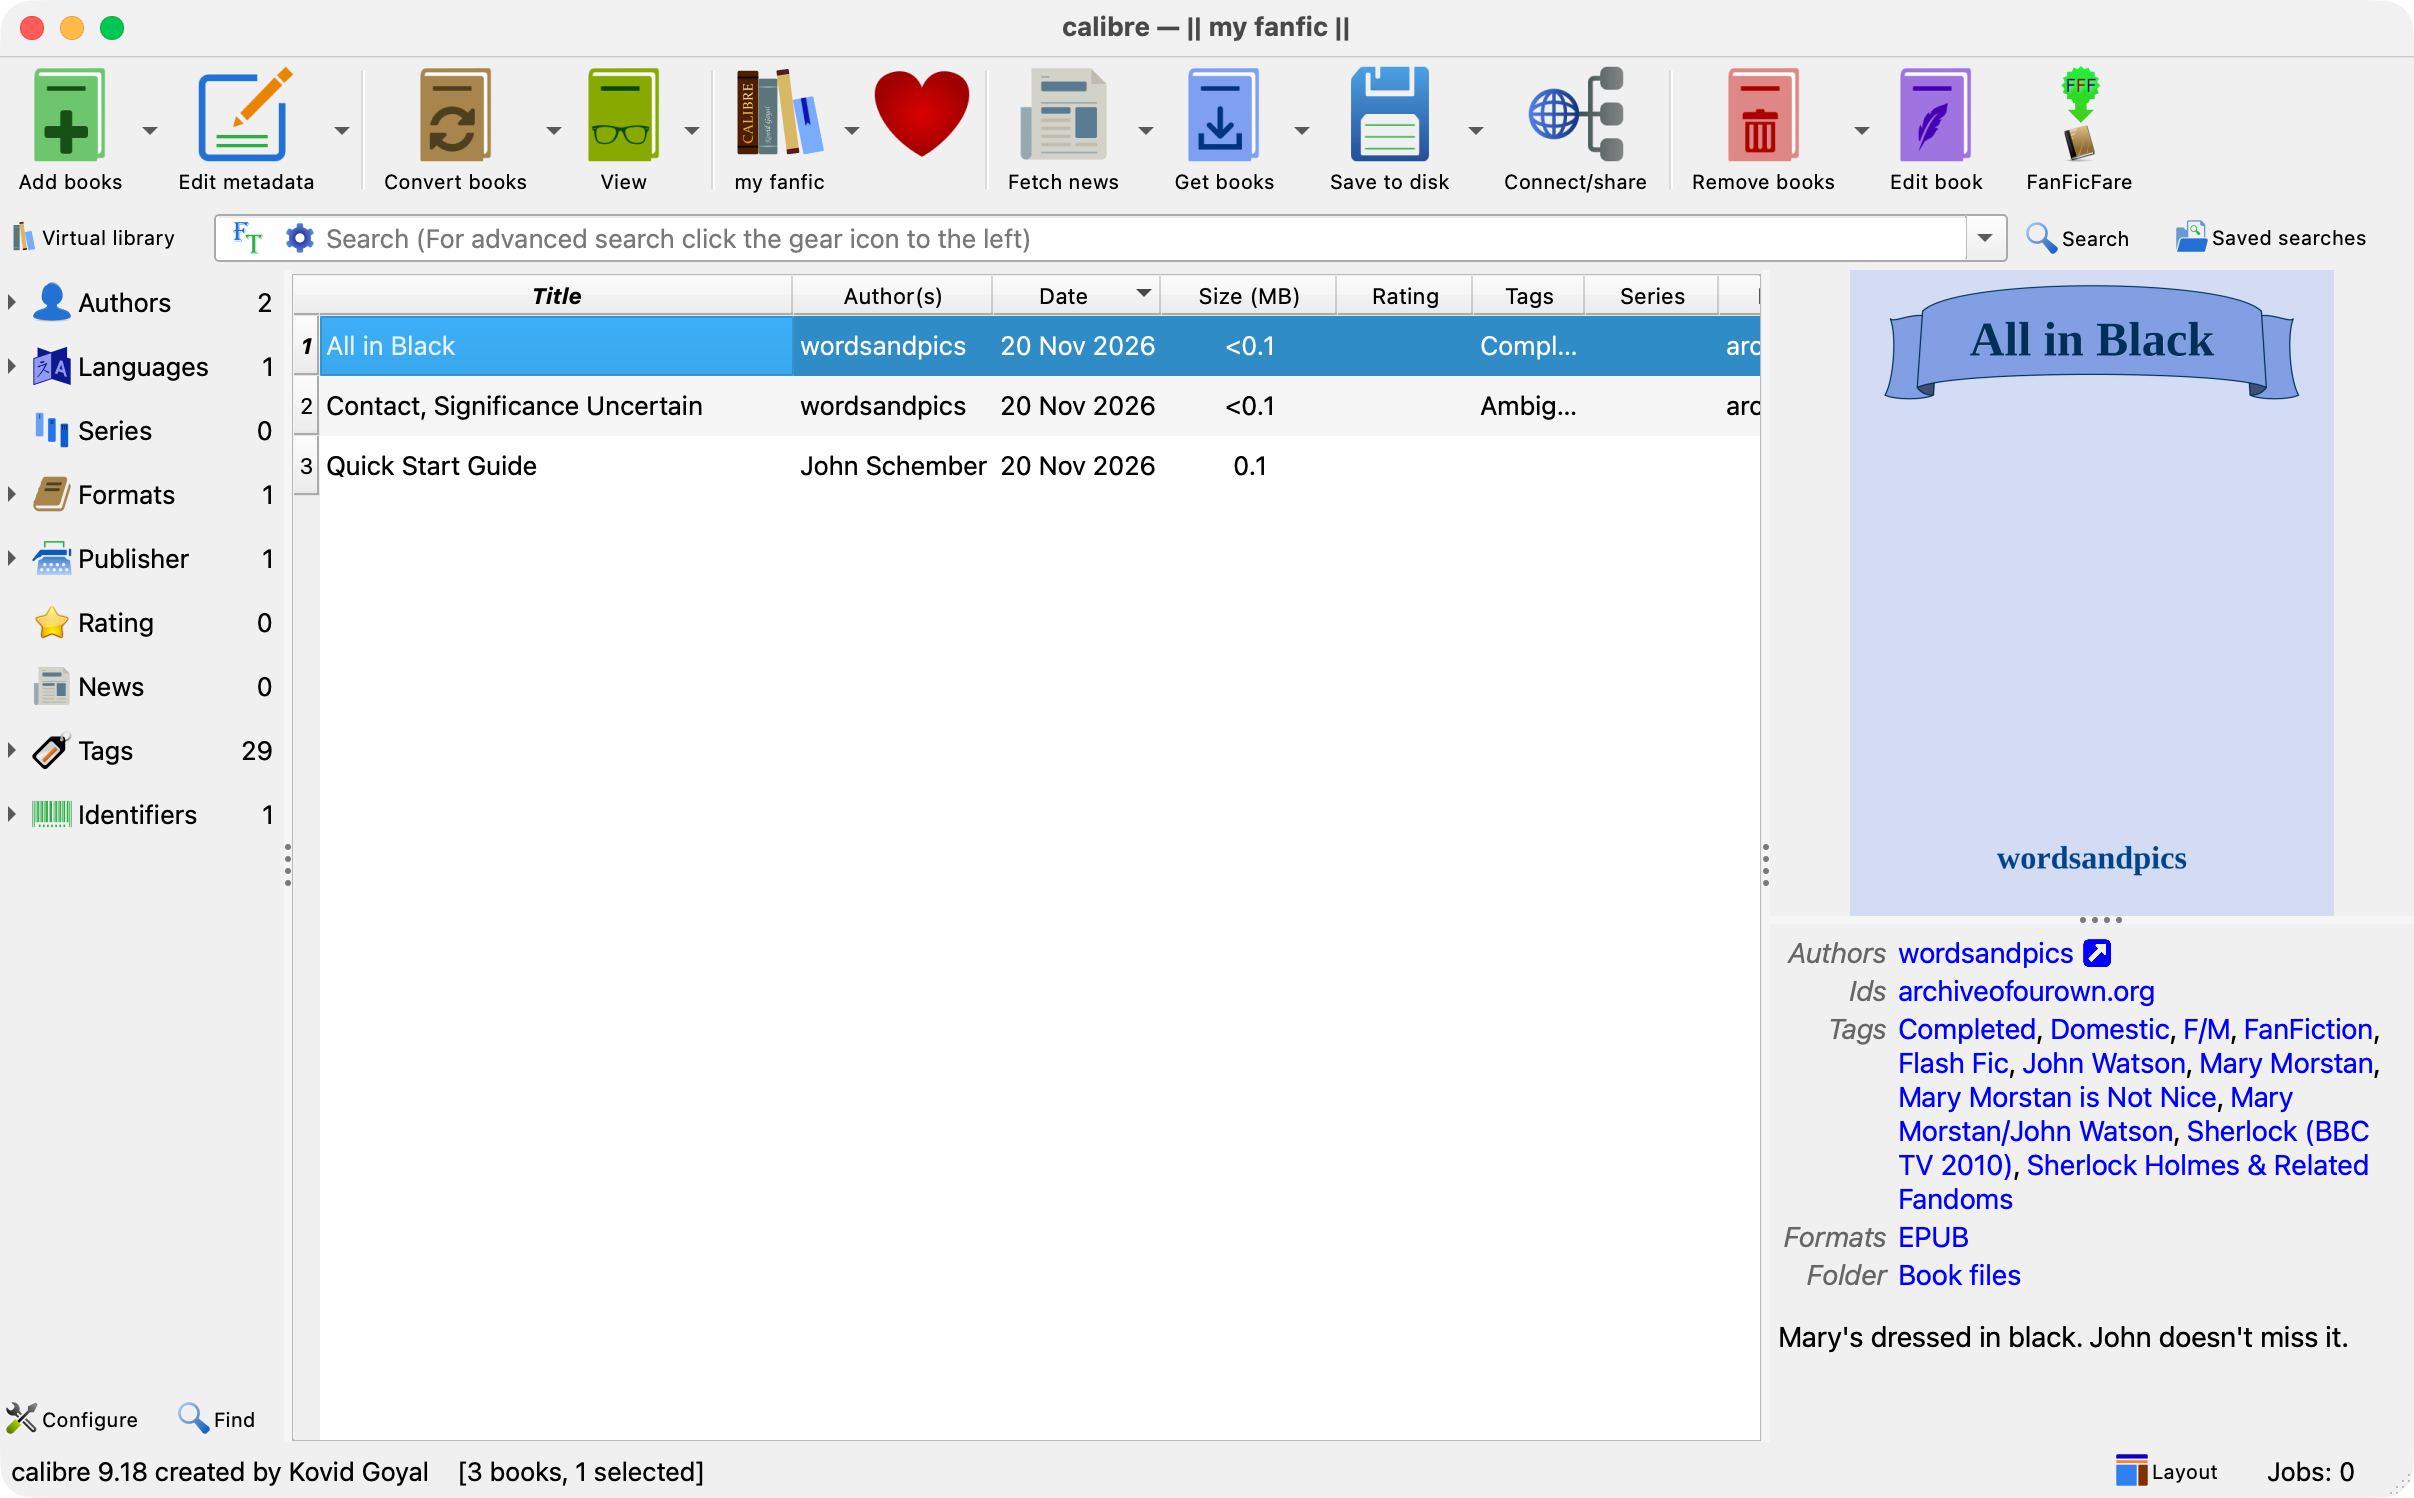 calibre — || my fanfic ||
Add books
Edit metadata
Convert books
View
CALIBRE
Kovid Goyal
my fanfic
Fetch news
Get books
Save to disk
Connect/share
Remove books
Edit book
FFF
FanFicFare
Virtual library
FT
Search (For advanced search click the gear icon to the left)
Search
Saved searches
Authors 2
Languages 1
Series 0
Formats 1
Publisher 1
Rating 0
News 0
Tags 29
Identifiers 1
Configure
Find
Title Author(s) Date Size (MB) Rating Tags Series
1 All in Black wordsandpics 20 Nov 2026 <0.1 Compl... arc
2 Contact, Significance Uncertain wordsandpics 20 Nov 2026 <0.1 Ambig... arc
3 Quick Start Guide John Schember 20 Nov 2026 0.1
All in Black
wordsandpics
Authors wordsandpics
Ids archiveofourown.org
Tags Completed, Domestic, F/M, FanFiction,
Flash Fic, John Watson, Mary Morstan,
Mary Morstan is Not Nice, Mary
Morstan/John Watson, Sherlock (BBC
TV 2010), Sherlock Holmes & Related
Fandoms
Formats EPUB
Folder Book files
Mary's dressed in black. John doesn't miss it.
calibre 9.18 created by Kovid Goyal [3 books, 1 selected]
Layout
Jobs: 0